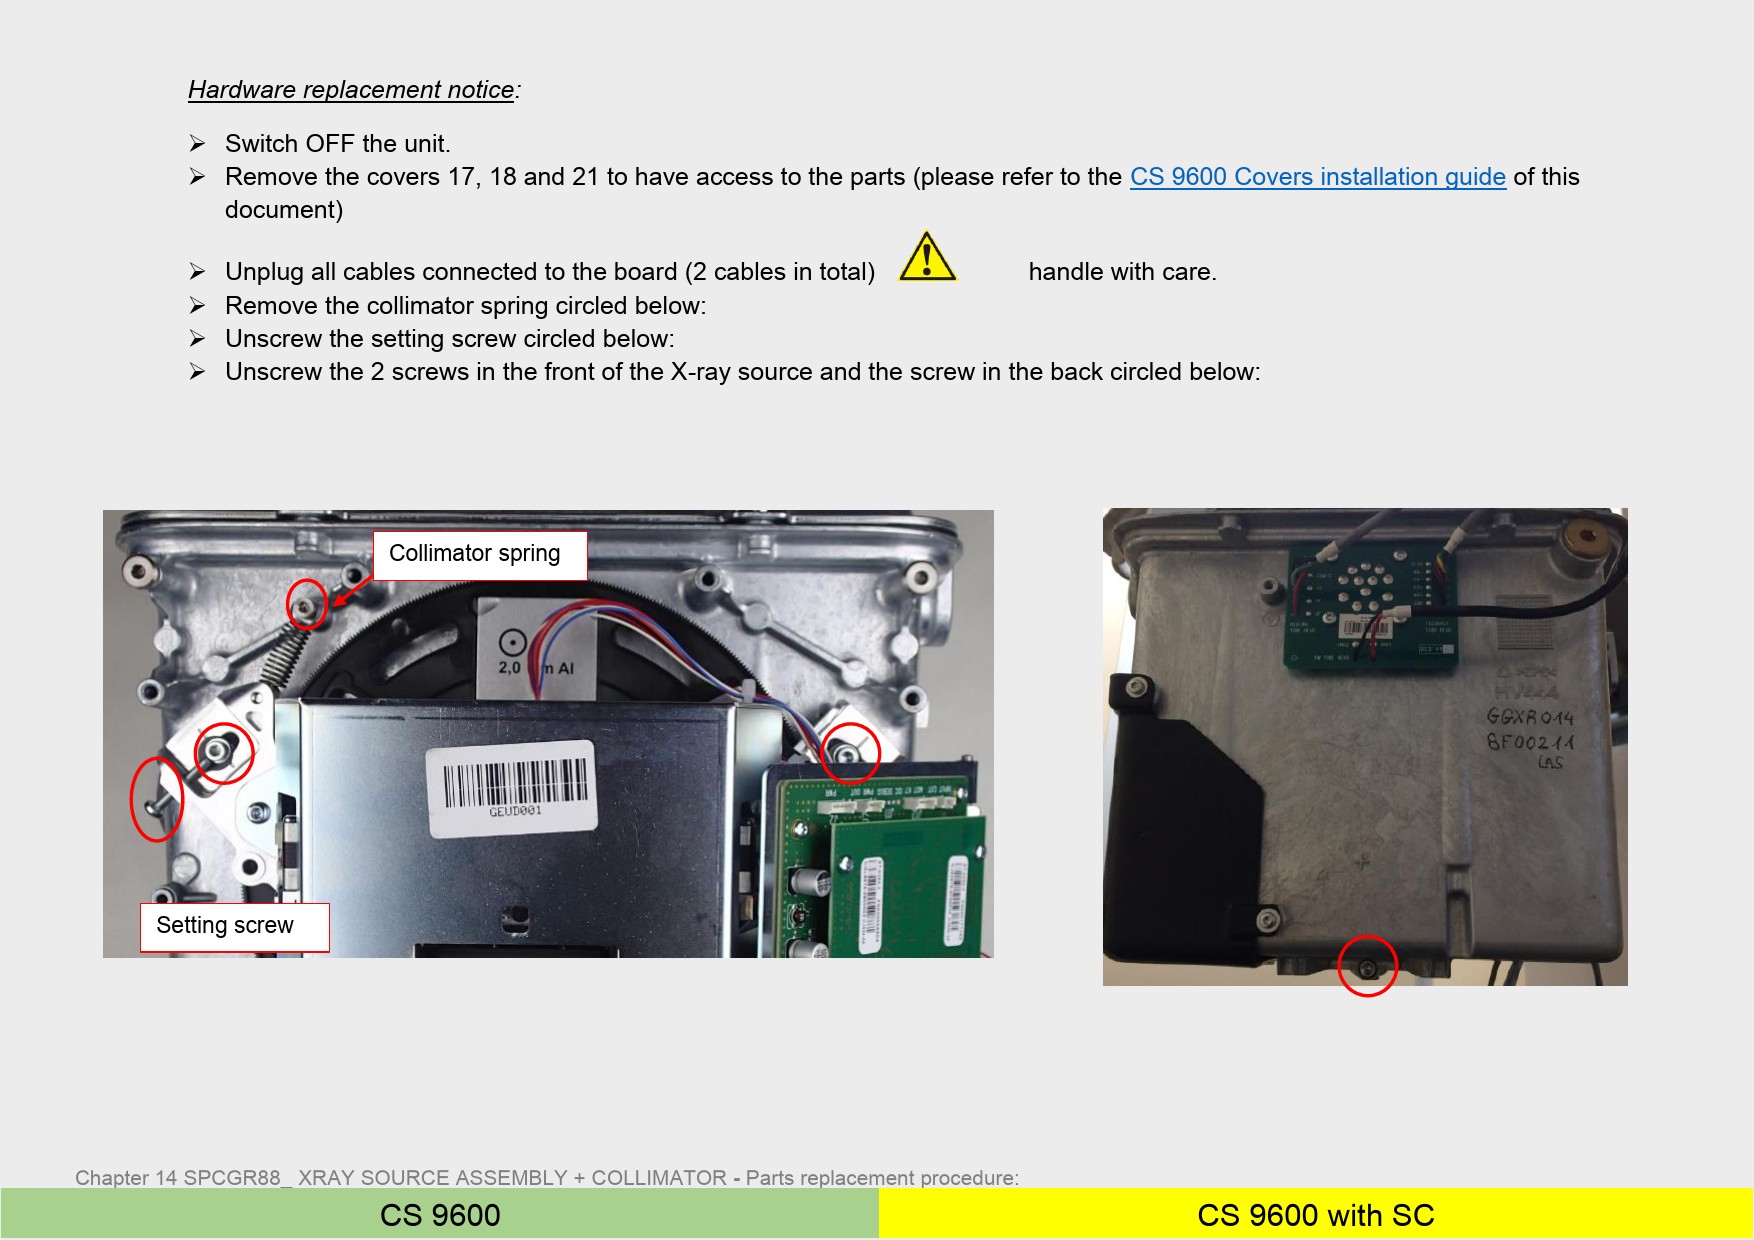 Hardware replacement notice:
Switch OFF the unit.
Remove the covers 17, 18 and 21 to have access to the parts (please refer to the CS 9600 Covers installation guide of this
document)
Unplug all cables connected to the board (2 cables in total) handle with care.
Remove the collimator spring circled below:
Unscrew the setting screw circled below:
Unscrew the 2 screws in the front of the X-ray source and the screw in the back circled below:
Collimator spring
2,0 m Al
GEUD001
Setting screw
GGXR014
8F00211
LAS
Chapter 14 SPCGR88_ XRAY SOURCE ASSEMBLY + COLLIMATOR - Parts replacement procedure:
CS 9600
CS 9600 with SC